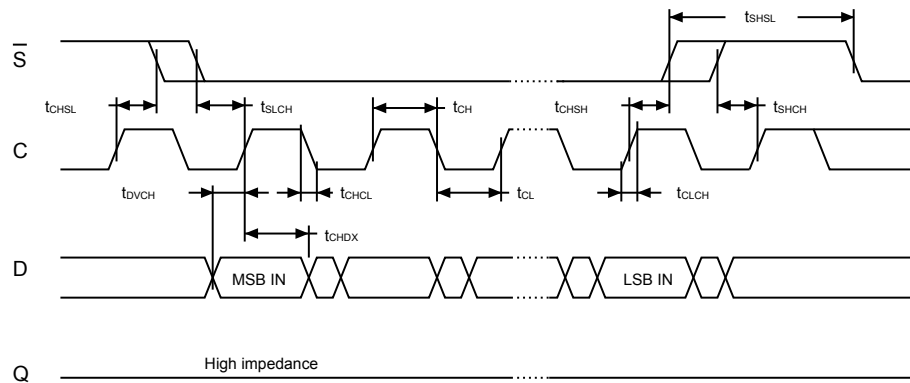 tSHSL
S
tCHSL
tSLCH
tCH
tCHSH
tSHCH
C
tDVCH
tCHCL
tCL
tCLCH
tCHDX
D
MSB IN
LSB IN
High impedance
Q